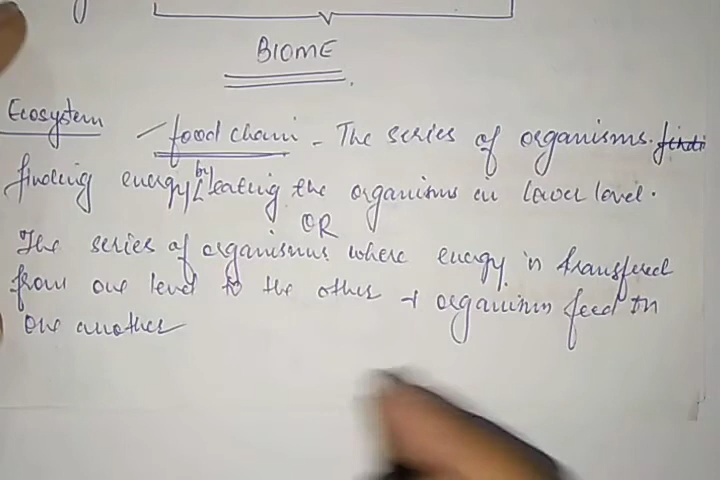 BIOME
Ecosystem food chain - The series of organisms.
finding energy by eating the organisms in lower level.
OR
The series of organisms where energy is transfered
from one level to the other + organisms feed on
one another